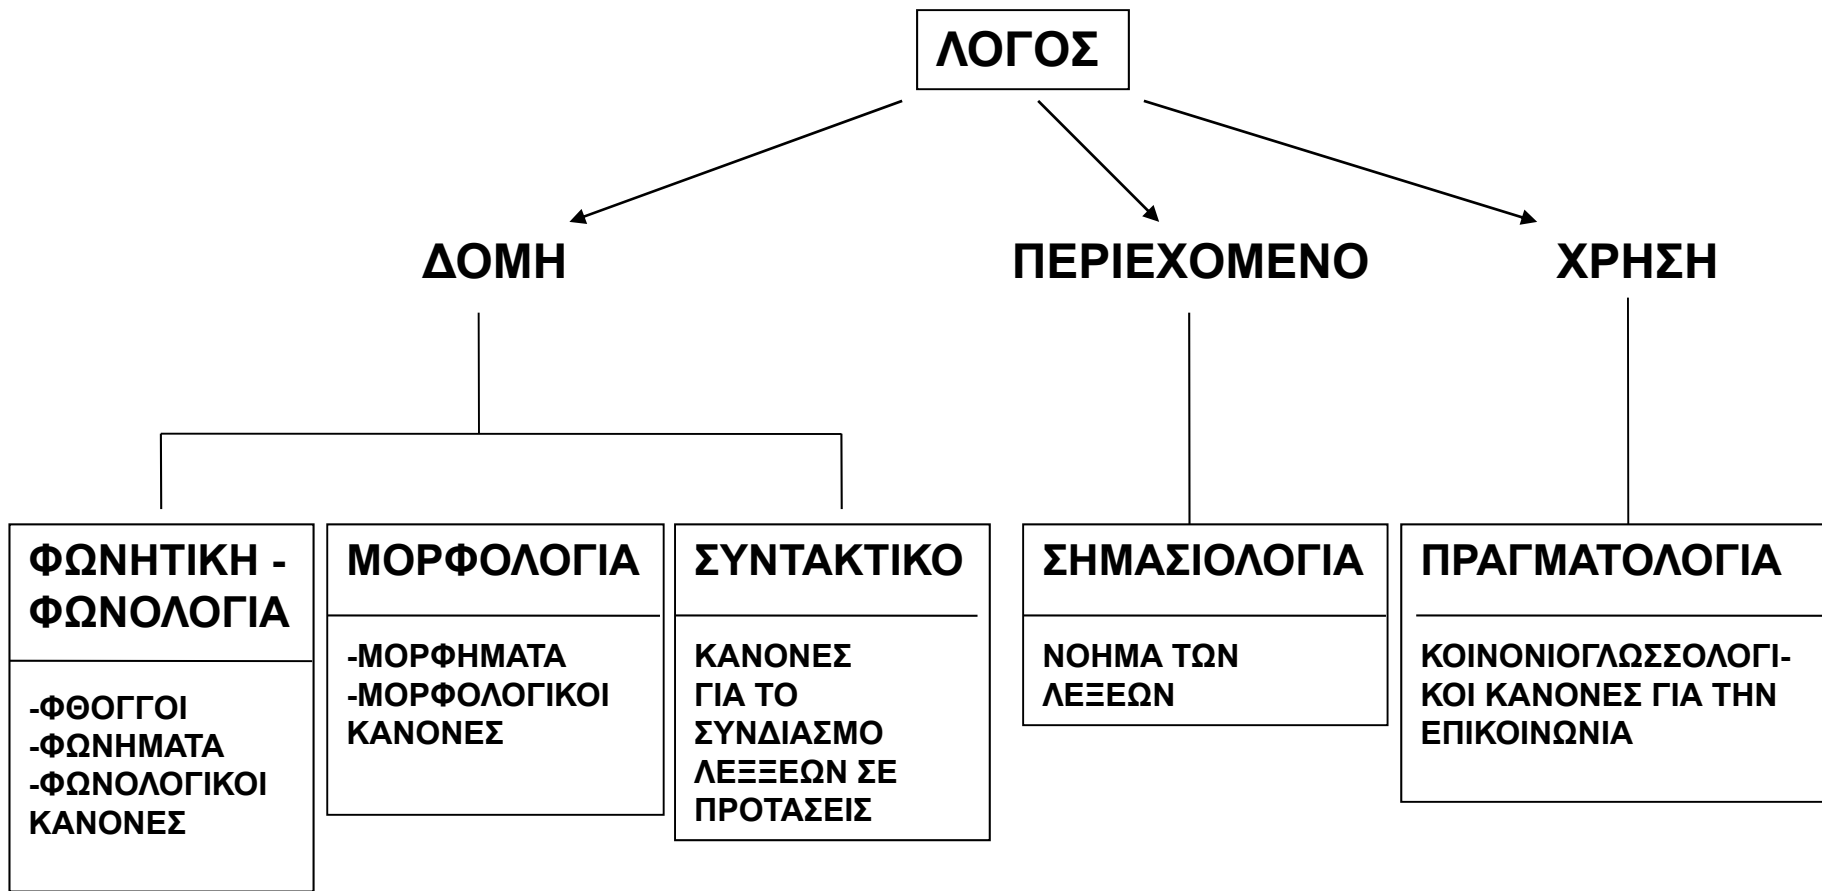 ΛΟΓΟΣ
ΔΟΜΗ
ΠΕΡΙΕΧΟΜΕΝΟ
ΧΡΗΣΗ
ΦΩΝΗΤΙΚΗ -
ΦΩΝΟΛΟΓΙΑ
-ΦΘΟΓΓΟΙ
-ΦΩΝΗΜΑΤΑ
-ΦΩΝΟΛΟΓΙΚΟΙ
ΚΑΝΟΝΕΣ
ΜΟΡΦΟΛΟΓΙΑ
-ΜΟΡΦΗΜΑΤΑ
-ΜΟΡΦΟΛΟΓΙΚΟΙ
ΚΑΝΟΝΕΣ
ΣΥΝΤΑΚΤΙΚΟ
ΚΑΝΟΝΕΣ
ΓΙΑ ΤΟ
ΣΥΝΔΙΑΣΜΟ
ΛΕΞΞΕΩΝ ΣΕ
ΠΡΟΤΑΣΕΙΣ
ΣΗΜΑΣΙΟΛΟΓΙΑ
ΝΟΗΜΑ ΤΩΝ
ΛΕΞΕΩΝ
ΠΡΑΓΜΑΤΟΛΟΓΙΑ
ΚΟΙΝΟΝΙΟΓΛΩΣΣΟΛΟΓΙ-
ΚΟΙ ΚΑΝΟΝΕΣ ΓΙΑ ΤΗΝ
ΕΠΙΚΟΙΝΩΝΙΑ